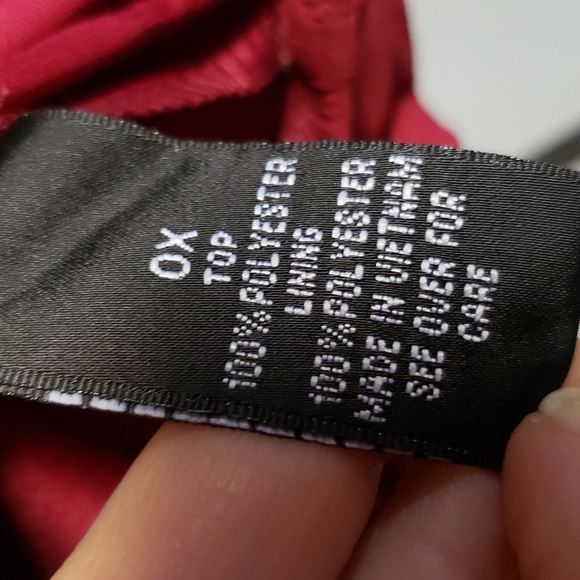 0X
TOP
100% POLYESTER
LINING
100% POLYESTER
MADE IN VIETNAM
SEE OVER FOR
CARE